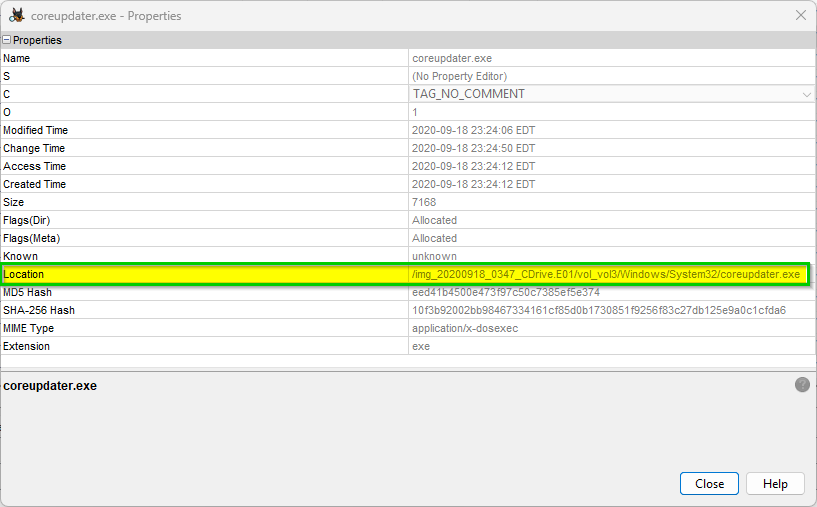 coreupdater.exe - Properties
Properties
Name coreupdater.exe
S (No Property Editor)
C TAG_NO_COMMENT
O 1
Modified Time 2020-09-18 23:24:06 EDT
Change Time 2020-09-18 23:24:50 EDT
Access Time 2020-09-18 23:24:12 EDT
Created Time 2020-09-18 23:24:12 EDT
Size 7168
Flags(Dir) Allocated
Flags(Meta) Allocated
Known unknown
Location /img_20200918_0347_CDrive.E01/vol_vol3/Windows/System32/coreupdater.exe
MD5 Hash eed41b4500e473f97c50c7385ef5e374
SHA-256 Hash 10f3b92002bb98467334161cf85d0b1730851f9256f83c27db125e9a0c1cfda6
MIME Type application/x-dosexec
Extension exe
coreupdater.exe
?
Close Help